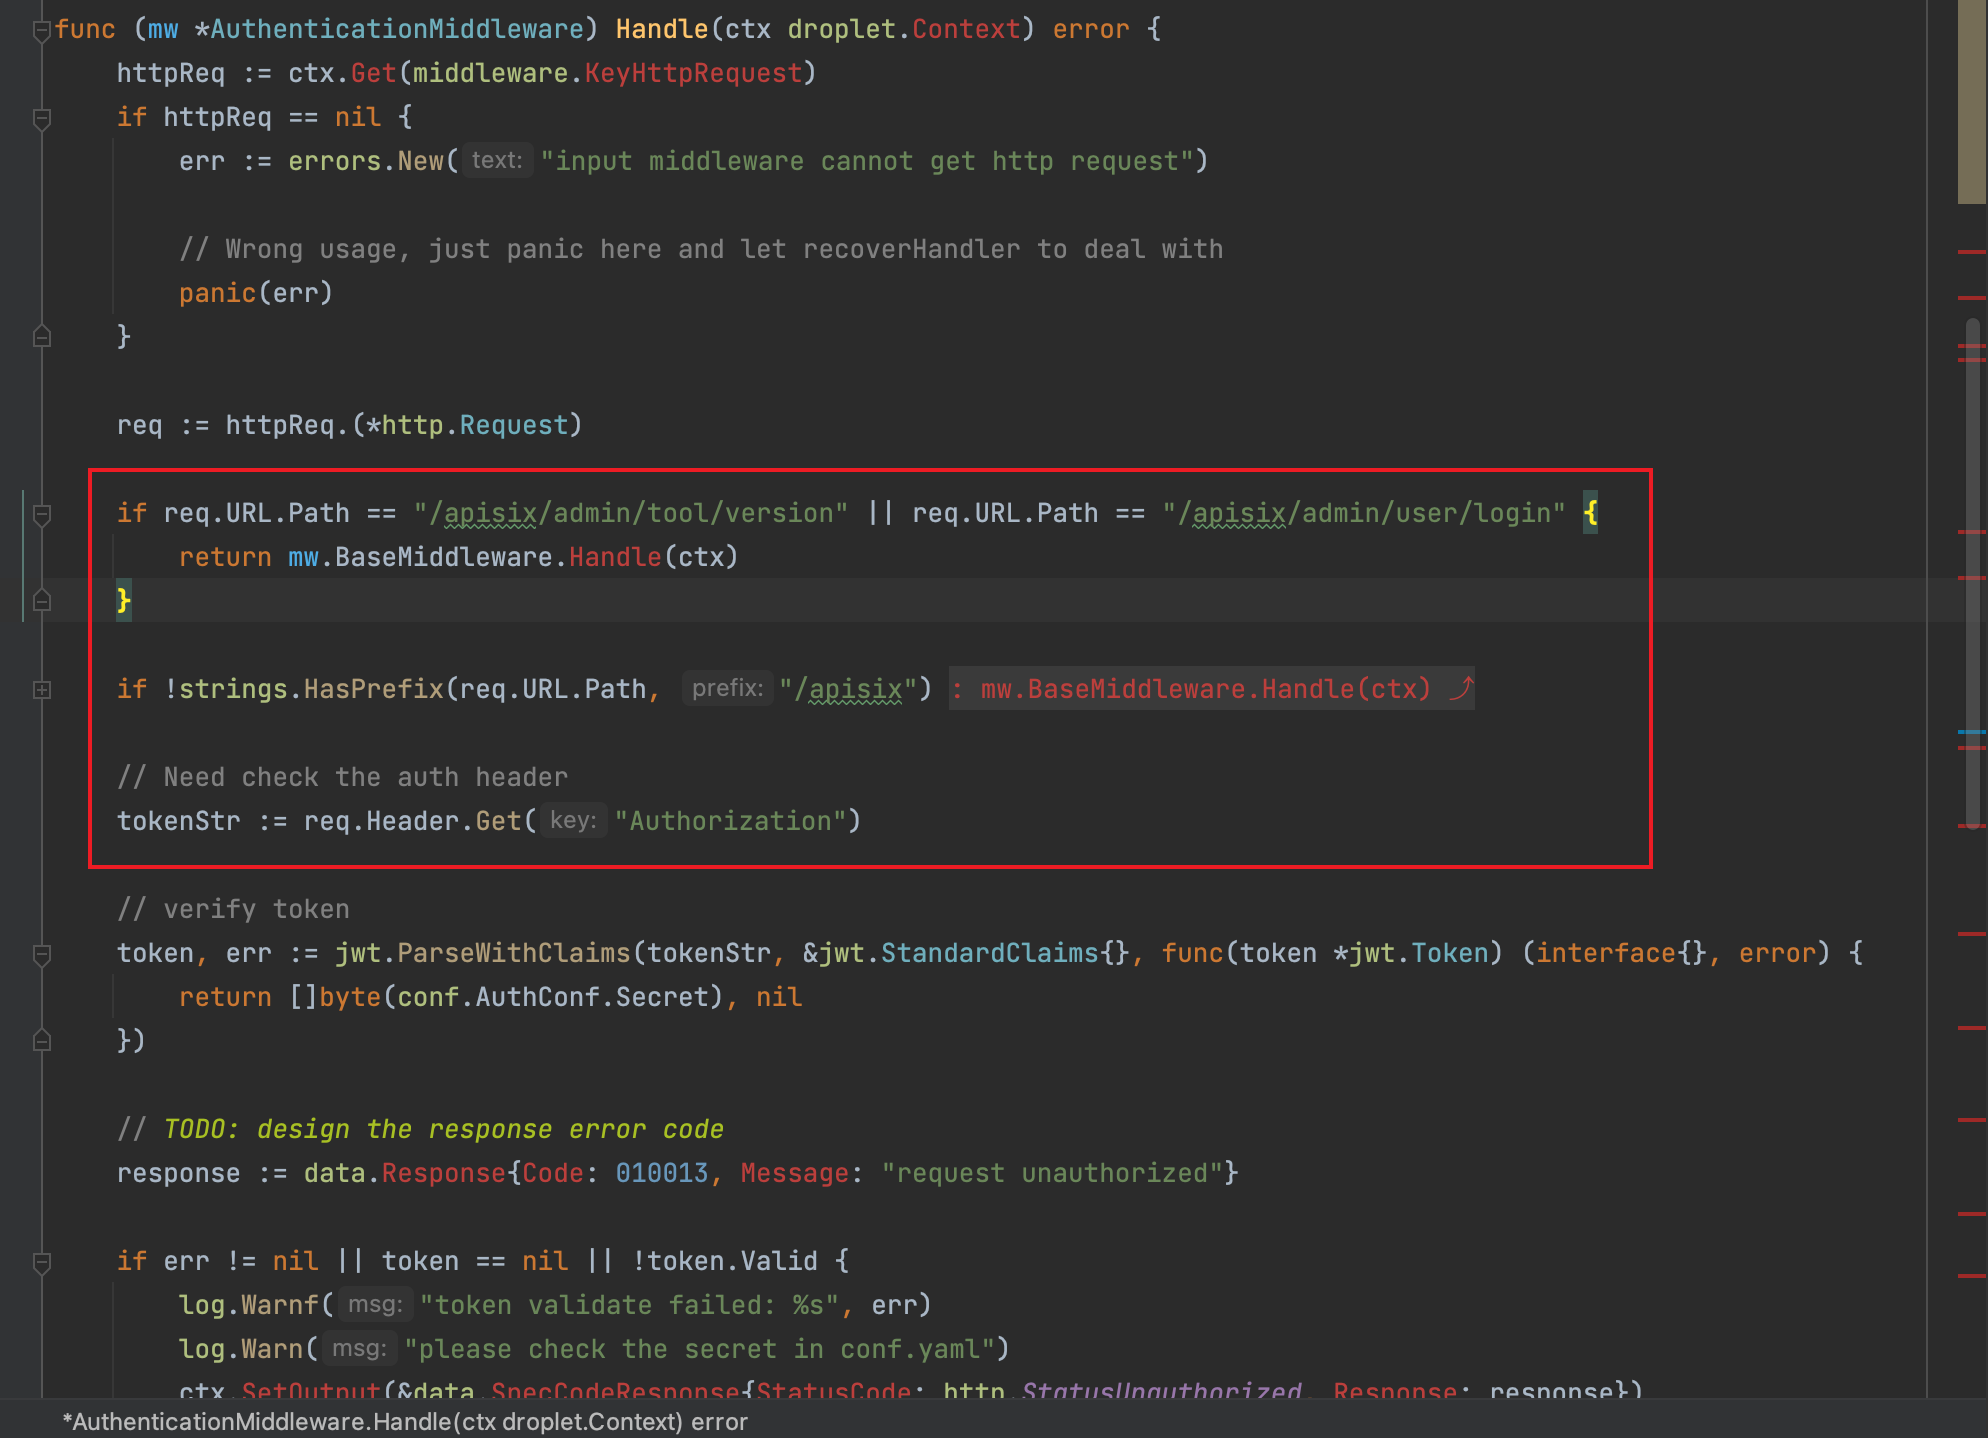 func (mw *AuthenticationMiddleware) Handle(ctx droplet.Context) error {
httpReq := ctx.Get(middleware.KeyHttpRequest)
if httpReq == nil {
err := errors.New( text: "input middleware cannot get http request")
// Wrong usage, just panic here and let recoverHandler to deal with
panic(err)
}
req := httpReq.(*http.Request)
if req.URL.Path == "/apisix/admin/tool/version" || req.URL.Path == "/apisix/admin/user/login" {
return mw.BaseMiddleware.Handle(ctx)
}
if !strings.HasPrefix(req.URL.Path, prefix: "/apisix") : mw.BaseMiddleware.Handle(ctx) ⤴
// Need check the auth header
tokenStr := req.Header.Get( key: "Authorization")
// verify token
token, err := jwt.ParseWithClaims(tokenStr, &jwt.StandardClaims{}, func(token *jwt.Token) (interface{}, error) {
return []byte(conf.AuthConf.Secret), nil
})
// TODO: design the response error code
response := data.Response{Code: 010013, Message: "request unauthorized"}
if err != nil || token == nil || !token.Valid {
log.Warnf( msg: "token validate failed: %s", err)
log.Warn( msg: "please check the secret in conf.yaml")
ctx.SetOutput(&data.SpecCodeResponse{StatusCode: http.StatusUnauthorized, Response: response})
*AuthenticationMiddleware.Handle(ctx droplet.Context) error